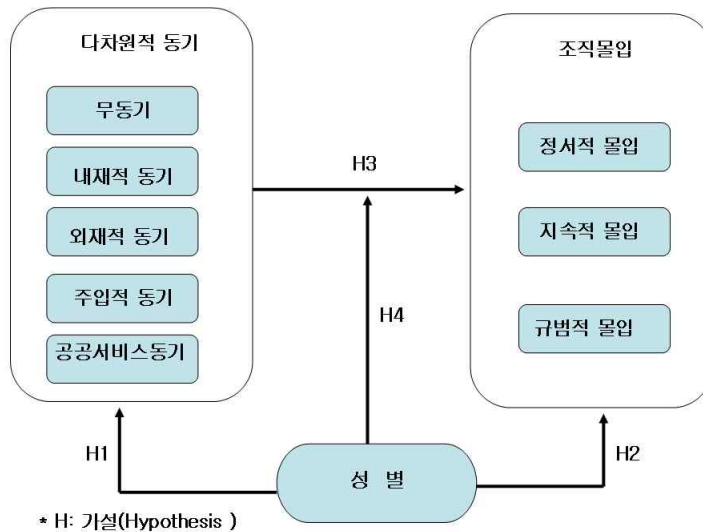 다차원적 동기
무동기
내재적 동기
외재적 동기
주입적 동기
공공서비스동기
H3
H4
조직몰입
정서적 몰입
지속적 몰입
규범적 몰입
H1
성 별
H2
* H: 가설(Hypothesis )